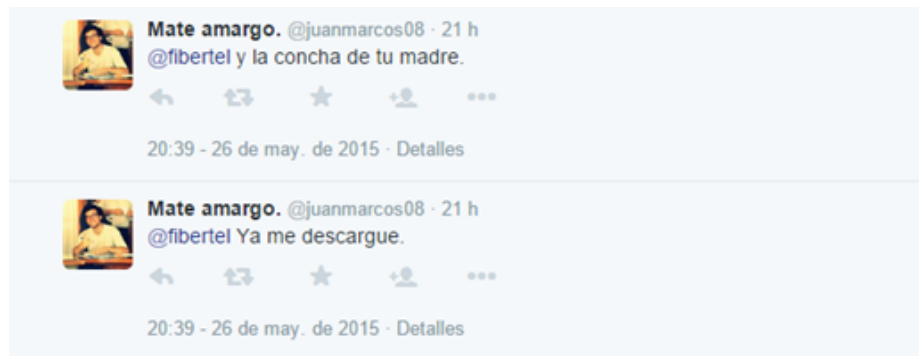 Mate amargo. @juanmarcos08 · 21 h
@fibertel y la concha de tu madre.
20:39 - 26 de may. de 2015 · Detalles
Mate amargo. @juanmarcos08 · 21 h
@fibertel Ya me descargue.
20:39 - 26 de may. de 2015 · Detalles